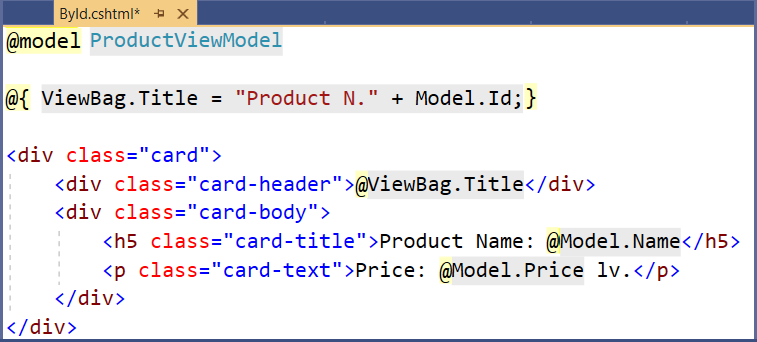 ById.cshtml*
@model ProductViewModel
@{ ViewBag.Title = "Product N." + Model.Id;}
<div class="card">
    <div class="card-header">@ViewBag.Title</div>
    <div class="card-body">
        <h5 class="card-title">Product Name: @Model.Name</h5>
        <p class="card-text">Price: @Model.Price lv.</p>
    </div>
</div>